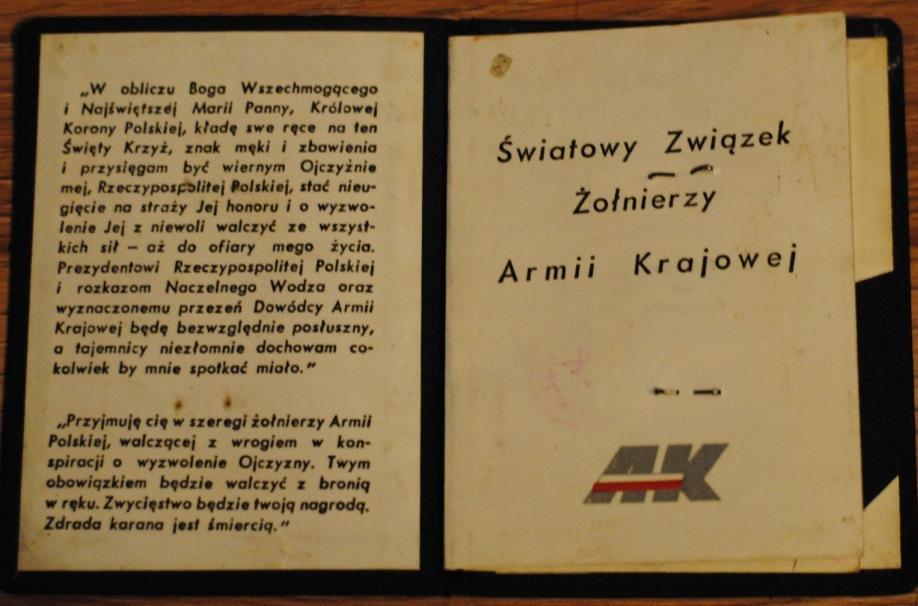 „W obliczu Boga Wszechmogącego
i Najświętszej Marii Panny, Królowej
Korony Polskiej, kładę swe ręce na ten
Święty Krzyż, znak męki i zbawienia
i przysięgam być wiernym Ojczyźnie
mej, Rzeczypospolitej Polskiej, stać nieu-
gięcie na straży Jej honoru i o wyzwo-
lenie Jej z niewoli walczyć ze wszyst-
kich sił – aż do ofiary mego życia.
Prezydentowi Rzeczypospolitej Polskiej
i rozkazom Naczelnego Wodza oraz
wyznaczonemu przezeń Dowódcy Armii
Krajowej będę bezwzględnie posłuszny,
a tajemnicy niezłomnie dochowam co-
kolwiek by mnie spotkać miało."
„Przyjmuję cię w szeregi żołnierzy Armii
Polskiej, walczącej z wrogiem w kon-
spiracji o wyzwolenie Ojczyzny. Twym
obowiązkiem będzie walczyć z bronią
w ręku. Zwycięstwo będzie twoją nagrodą.
Zdrada karana jest śmiercią."
Światowy Związek
Żołnierzy
Armii Krajowej
AK